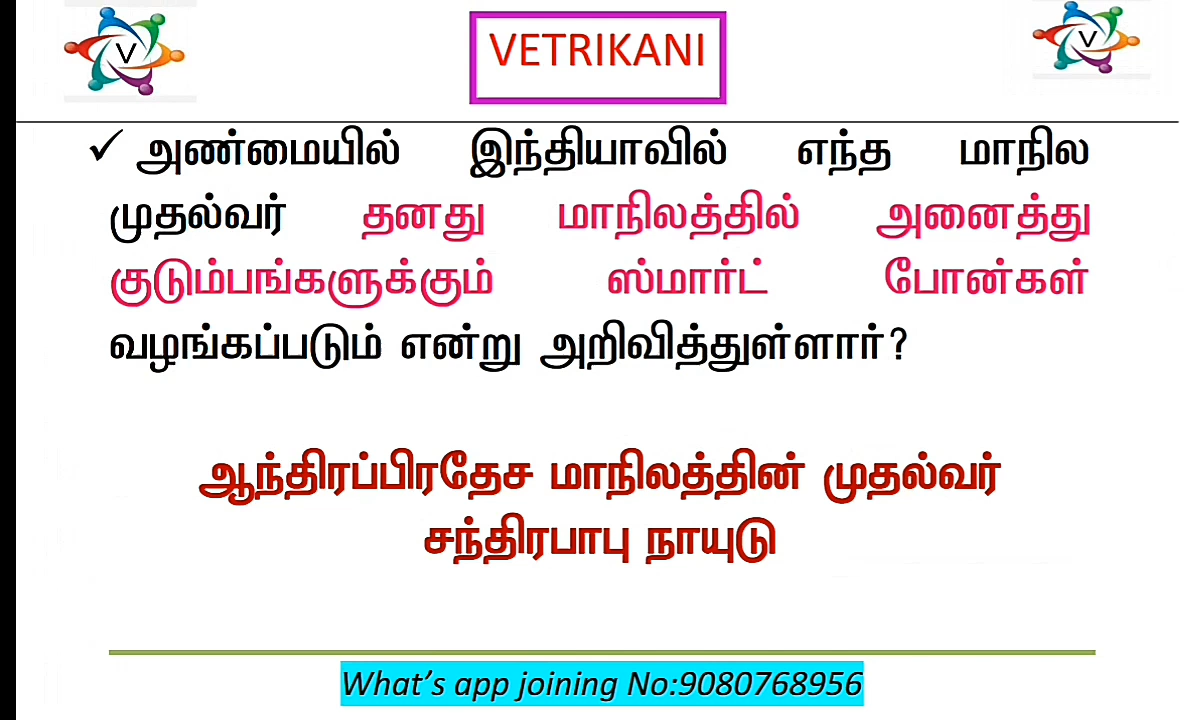 V
VETRIKANI
V
✓ அண்மையில் இந்தியாவில் எந்த மாநில
முதல்வர் தனது மாநிலத்தில் அனைத்து
குடும்பங்களுக்கும் ஸ்மார்ட் போன்கள்
வழங்கப்படும் என்று அறிவித்துள்ளார்?
ஆந்திரப்பிரதேச மாநிலத்தின் முதல்வர்
சந்திரபாபு நாயுடு
What's app joining No:9080768956